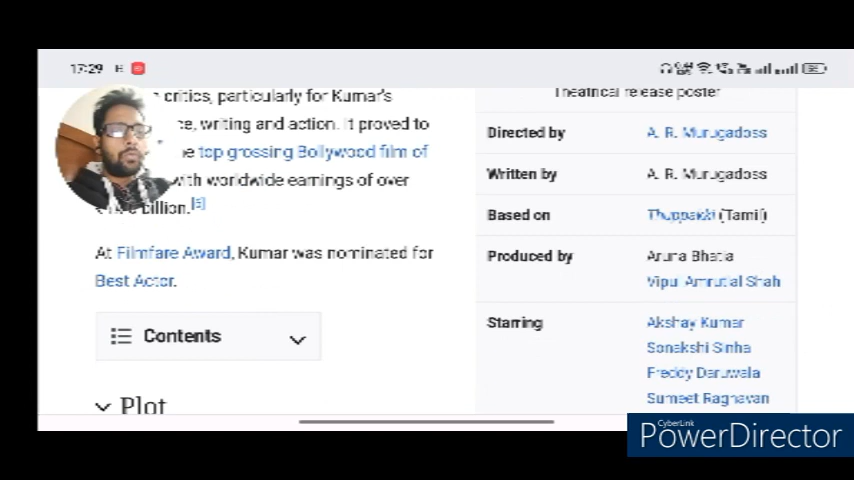 17:29 H
critics, particularly for Kumar's
ce, writing and action. It proved to
e top grossing Bollywood film of
with worldwide earnings of over
billion.[5]
At Filmfare Award, Kumar was nominated for
Best Actor.
Contents
Plot
Theatrical release poster
Directed by A. R. Murugadoss
Written by A. R. Murugadoss
Based on Thuppakki (Tamil)
Produced by Aruna Bhatia
Vipul Amrutlal Shah
Starring Akshay Kumar
Sonakshi Sinha
Freddy Daruwala
Sumeet Raghavan
CyberLink
PowerDirector